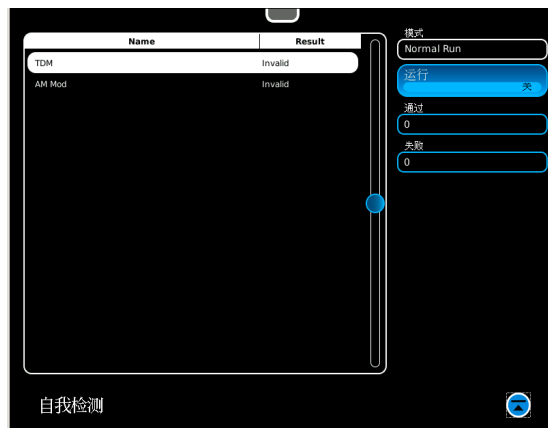 Name Result
TDM Invalid
AM Mod Invalid
模式
Normal Run
运行
关
通过
0
失败
0
自我检测